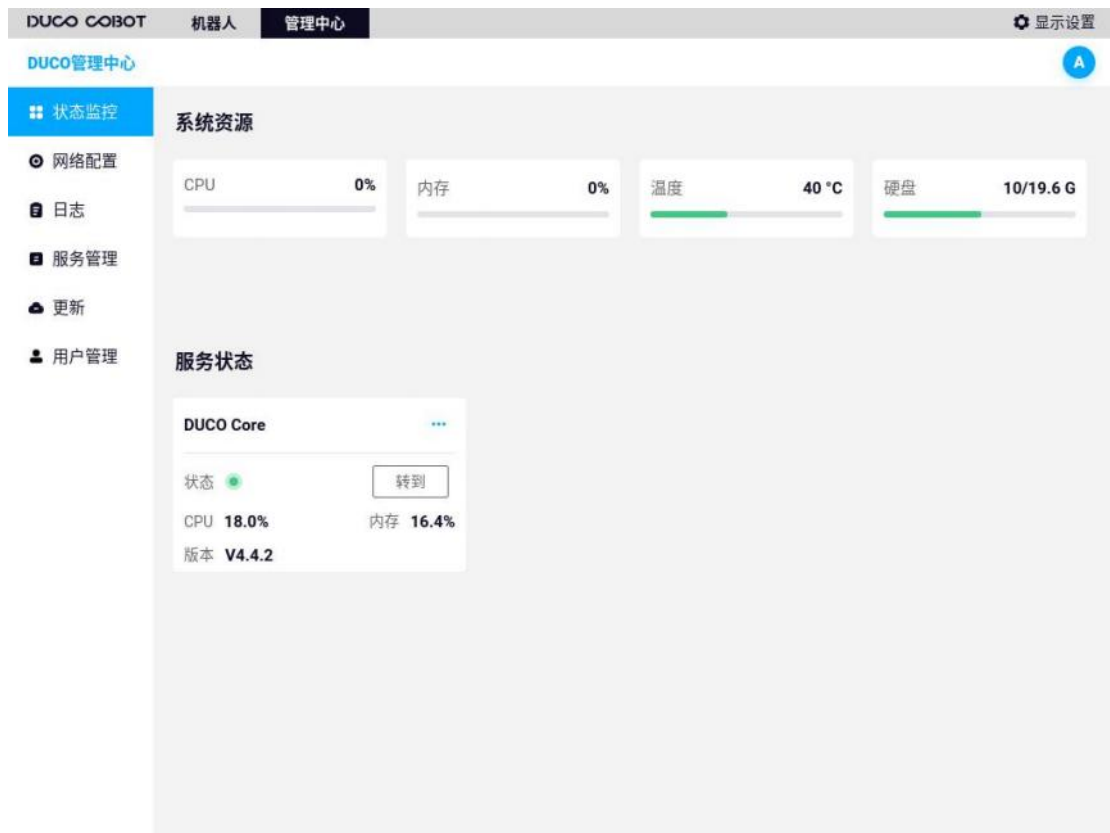 DUCO COBOT 机器人 管理中心 显示设置
DUCO管理中心 A
状态监控
网络配置
日志
服务管理
更新
用户管理
系统资源
CPU 0%
内存 0%
温度 40 °C
硬盘 10/19.6 G
服务状态
DUCO Core ...
状态 转到
CPU 18.0% 内存 16.4%
版本 V4.4.2